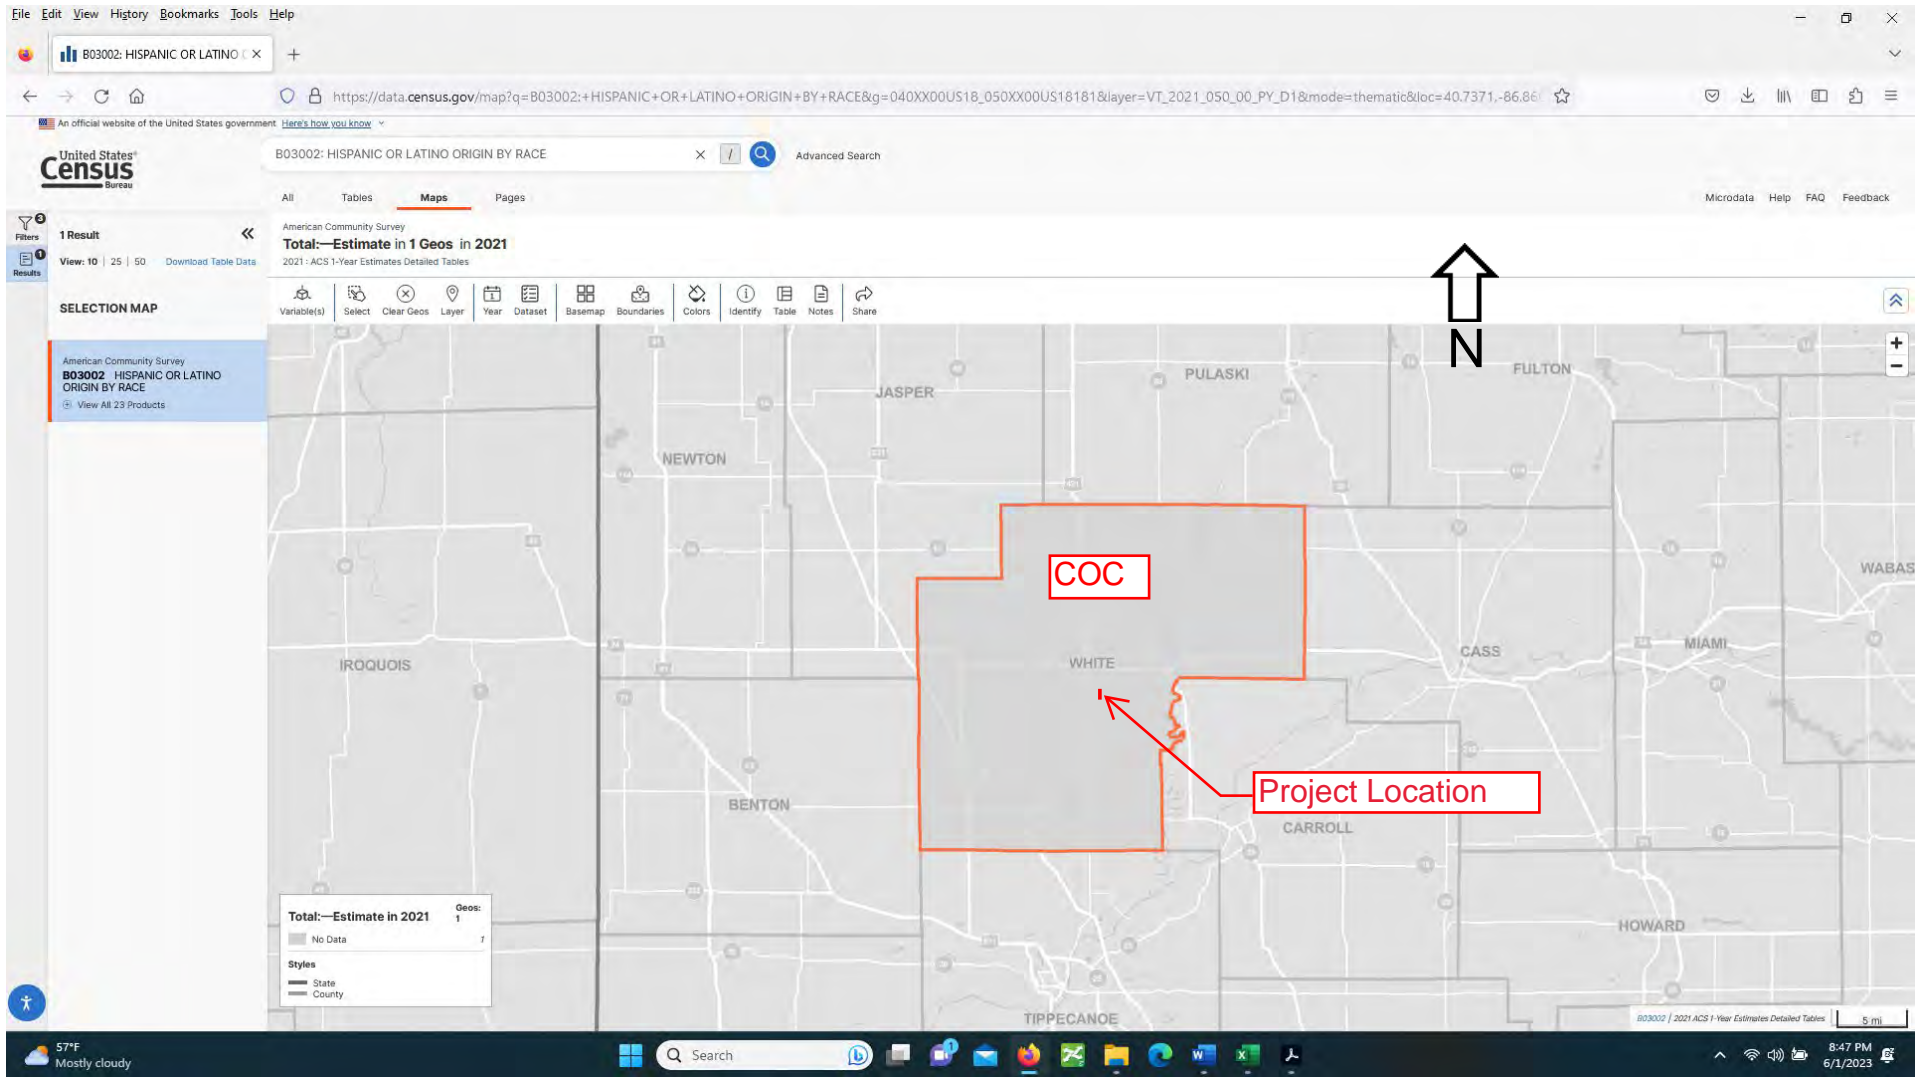 File Edit View History Bookmarks Tools Help
B03002: HISPANIC OR LATINO
https://data.census.gov/map?q=B03002:+HISPANIC+OR+LATINO+ORIGIN+BY+RACE&g=040XX00US18_050XX00US18181&layer=VT_2021_050_00_PY_D1&mode=thematic&loc=40.7371,-86.86
An official website of the United States government Here's how you know
United States®
Census
Bureau
B03002: HISPANIC OR LATINO ORIGIN BY RACE
/
Advanced Search
All Tables Maps Pages
Microdata Help FAQ Feedback
3
Filters
1
Results
1 Result
View: 10 | 25 | 50 Download Table Data
SELECTION MAP
American Community Survey
B03002 HISPANIC OR LATINO
ORIGIN BY RACE
View All 23 Products
American Community Survey
Total:—Estimate in 1 Geos in 2021
2021: ACS 1-Year Estimates Detailed Tables
Variable(s) Select Clear Geos Layer Year Dataset Basemap Boundaries Colors Identify Table Notes Share
N
+
−
JASPER
PULASKI
FULTON
NEWTON
COC
WABAS
IROQUOIS
WHITE
CASS
MIAMI
BENTON
Project Location
CARROLL
HOWARD
TIPPECANOE
Total:—Estimate in 2021
Geos:
1
No Data 1
Styles
State
County
B03002 | 2021 ACS 1-Year Estimates Detailed Tables
5 mi
57°F
Mostly cloudy
Search
8:47 PM
6/1/2023